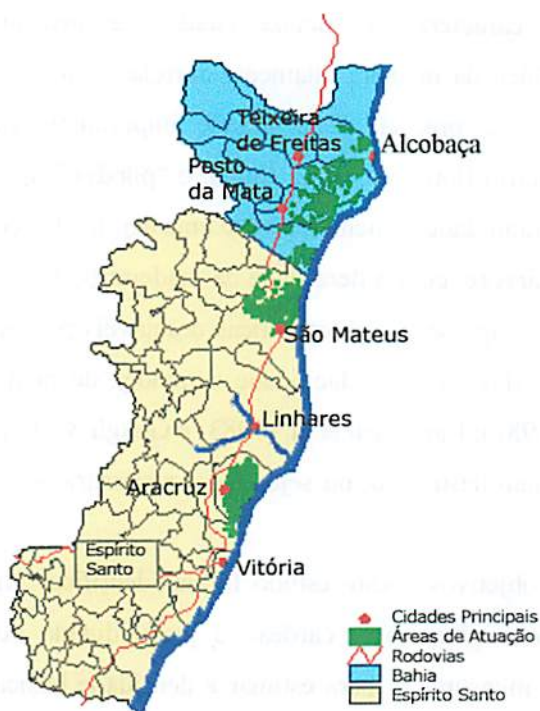 Teixeira
de Freitas
Alcobaça
Posto
da Mata
São Mateus
Linhares
Aracruz
Espírito
Santo
Vitória
Cidades Principais
Áreas de Atuação
Rodovias
Bahia
Espírito Santo